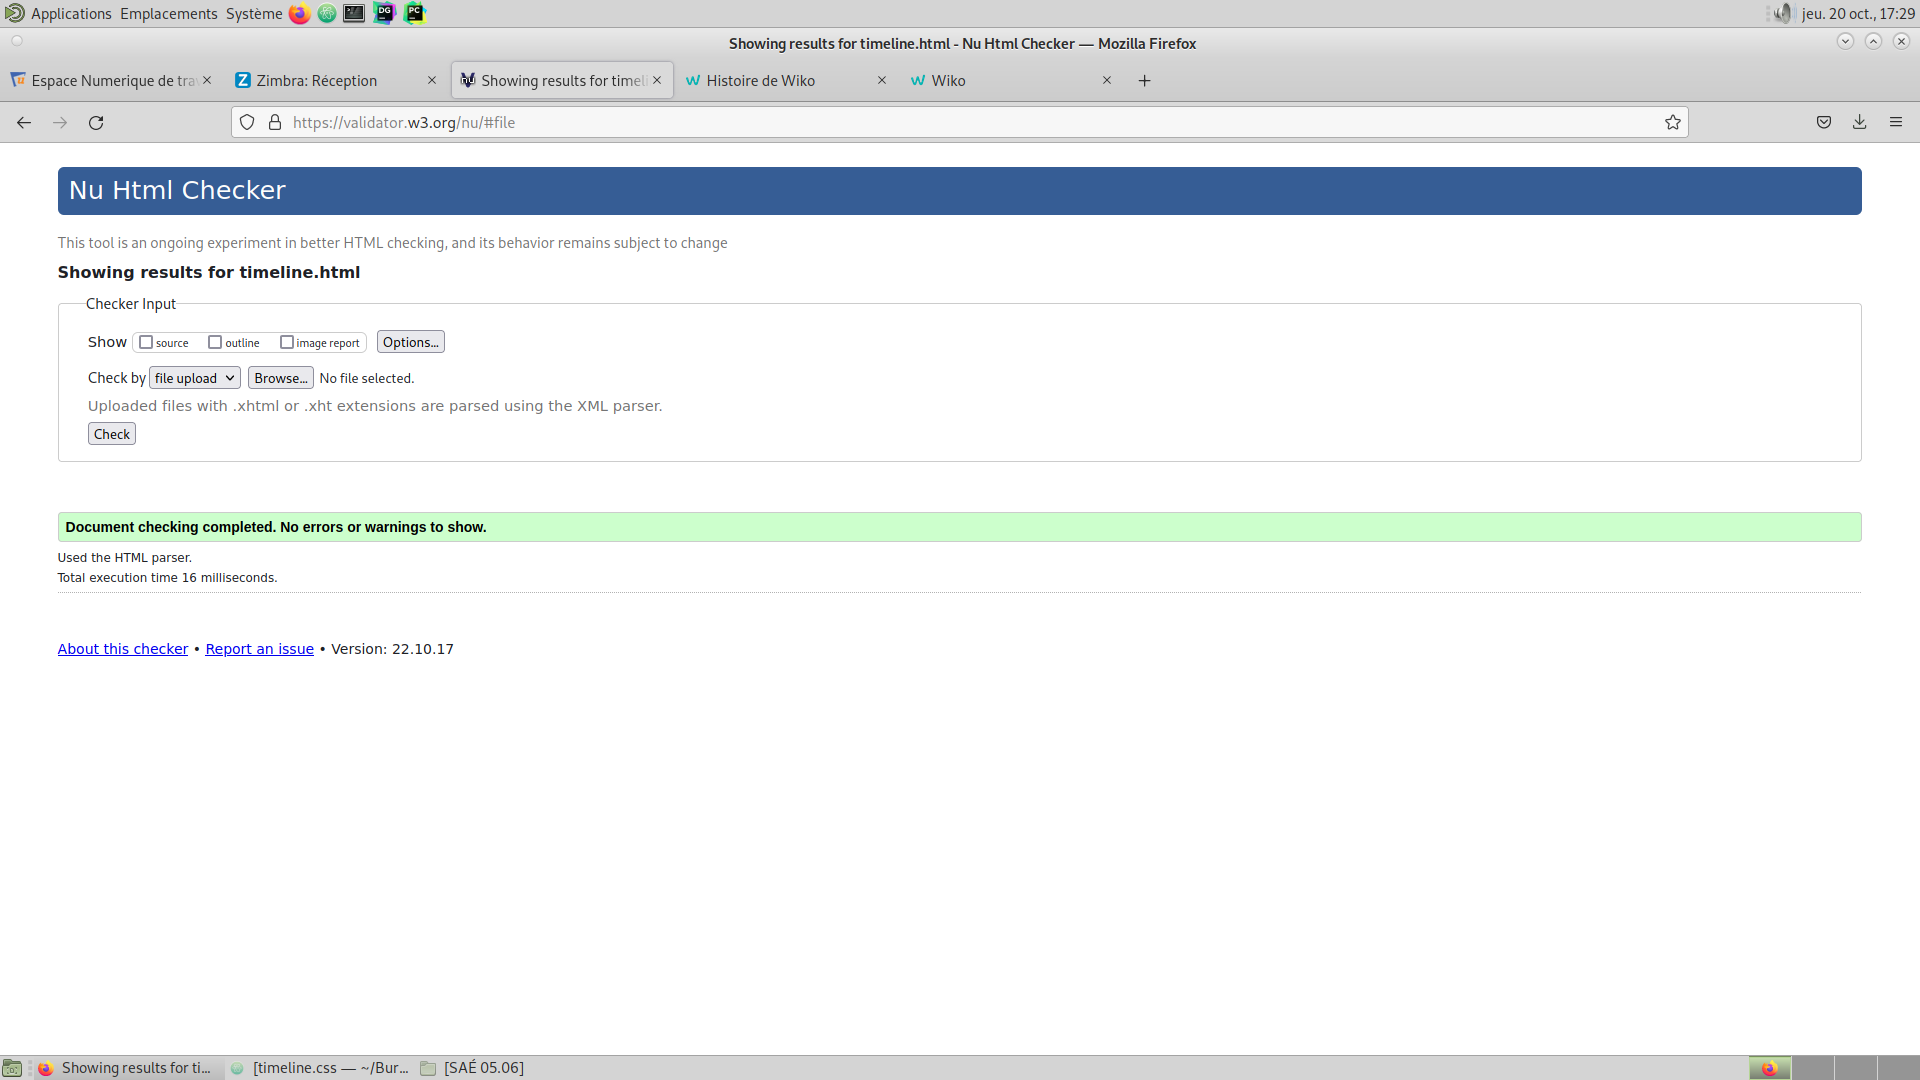 Applications Emplacements Système DG PC jeu. 20 oct., 17:29
Showing results for timeline.html - Nu Html Checker — Mozilla Firefox
Espace Numerique de tra Zimbra: Réception Showing results for timel Histoire de Wiko Wiko
https://validator.w3.org/nu/#file
Nu Html Checker
This tool is an ongoing experiment in better HTML checking, and its behavior remains subject to change
Showing results for timeline.html
Checker Input
Show source outline image report Options...
Check by file upload Browse... No file selected.
Uploaded files with .xhtml or .xht extensions are parsed using the XML parser.
Check
Document checking completed. No errors or warnings to show.
Used the HTML parser.
Total execution time 16 milliseconds.
About this checker • Report an issue • Version: 22.10.17
Showing results for ti... [timeline.css — ~/Bur... [SAÉ 05.06]